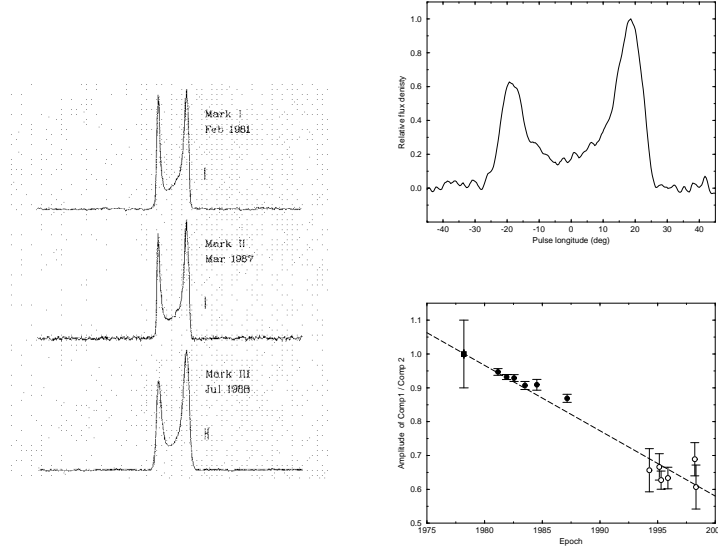 Mark I
Feb 1981
Mark II
Mar 1987
Mark III
Jul 1988
Relative flux denisty
1.0
0.8
0.6
0.4
0.2
0.0
-40 -30 -20 -10 0 10 20 30 40
Pulse longitude (deg)
Amplitude of Comp1 / Comp 2
1.1
1.0
0.9
0.8
0.7
0.6
0.5
1975 1980 1985 1990 1995 200
Epoch